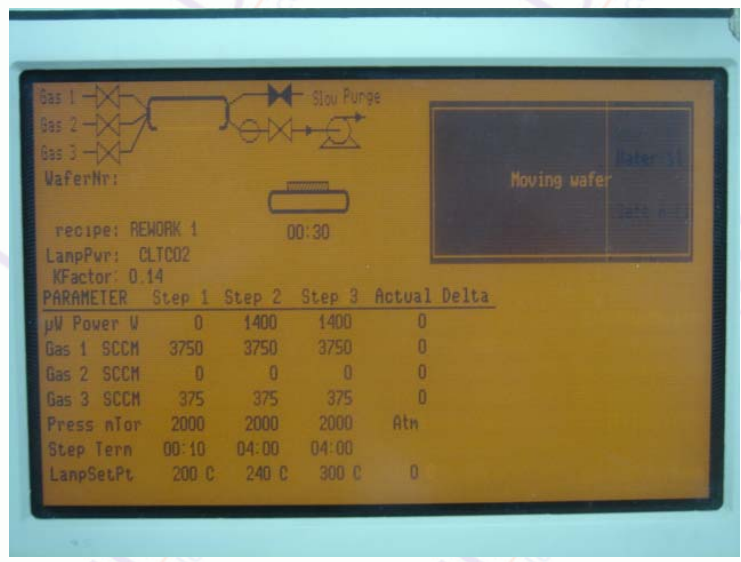 Gas 1
Slow Purge
Gas 2
Gas 3
WaferNr:
Moving wafer
recipe: REWORK 1
00:30
LampPwr: CLTC02
KFactor: 0.14
PARAMETER Step 1 Step 2 Step 3 Actual Delta
µW Power W 0 1400 1400 0
Gas 1 SCCM 3750 3750 3750 0
Gas 2 SCCM 0 0 0 0
Gas 3 SCCM 375 375 375 0
Press mTor 2000 2000 2000 Atm
Step Term 00:10 04:00 04:00
LampSetPt 200 C 240 C 300 C 0